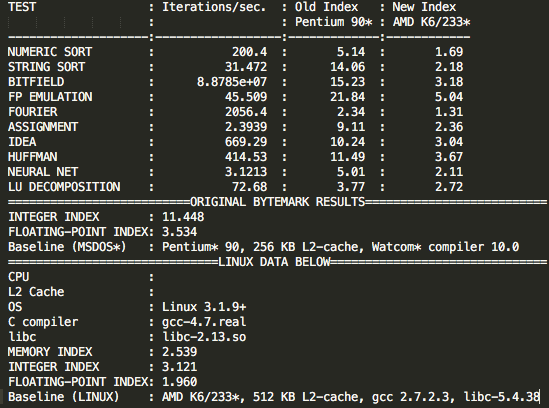 TEST                : Iterations/sec.  : Old Index   : New Index
                    :                  : Pentium 90* : AMD K6/233*
--------------------:------------------:-------------:------------
NUMERIC SORT        :           200.4  :       5.14  :       1.69
STRING SORT         :          31.472  :      14.06  :       2.18
BITFIELD            :      8.8785e+07  :      15.23  :       3.18
FP EMULATION        :          45.509  :      21.84  :       5.04
FOURIER             :          2056.4  :       2.34  :       1.31
ASSIGNMENT          :          2.3939  :       9.11  :       2.36
IDEA                :          669.29  :      10.24  :       3.04
HUFFMAN             :          414.53  :      11.49  :       3.67
NEURAL NET          :          3.1213  :       5.01  :       2.11
LU DECOMPOSITION    :           72.68  :       3.77  :       2.72
==========================ORIGINAL BYTEMARK RESULTS==========================
INTEGER INDEX       : 11.448
FLOATING-POINT INDEX: 3.534
Baseline (MSDOS*)   : Pentium* 90, 256 KB L2-cache, Watcom* compiler 10.0
==============================LINUX DATA BELOW===============================
CPU                 :
L2 Cache            :
OS                  : Linux 3.1.9+
C compiler          : gcc-4.7.real
libc                : libc-2.13.so
MEMORY INDEX        : 2.539
INTEGER INDEX       : 3.121
FLOATING-POINT INDEX: 1.960
Baseline (LINUX)    : AMD K6/233*, 512 KB L2-cache, gcc 2.7.2.3, libc-5.4.38